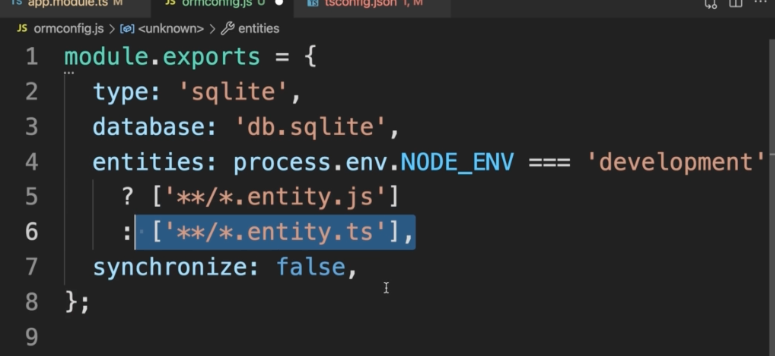 TS app.module.ts M JS ormconfig.js U TS tsconfig.json 1, M
JS ormconfig.js > <unknown> > entities
1 module.exports = {
2 type: 'sqlite',
3 database: 'db.sqlite',
4 entities: process.env.NODE_ENV === 'development'
5 ? ['**/*.entity.js']
6 : ['**/*.entity.ts'],
7 synchronize: false,
8 };
9